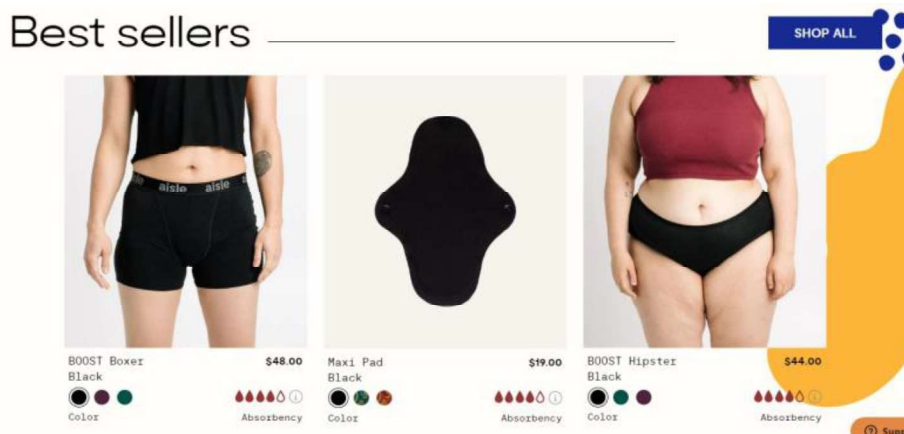 Best sellers
SHOP ALL
aisle aisle
BOOST Boxer $48.00
Black
Color Absorbency
Maxi Pad $19.00
Black
Color Absorbency
BOOST Hipster $44.00
Black
Color Absorbency